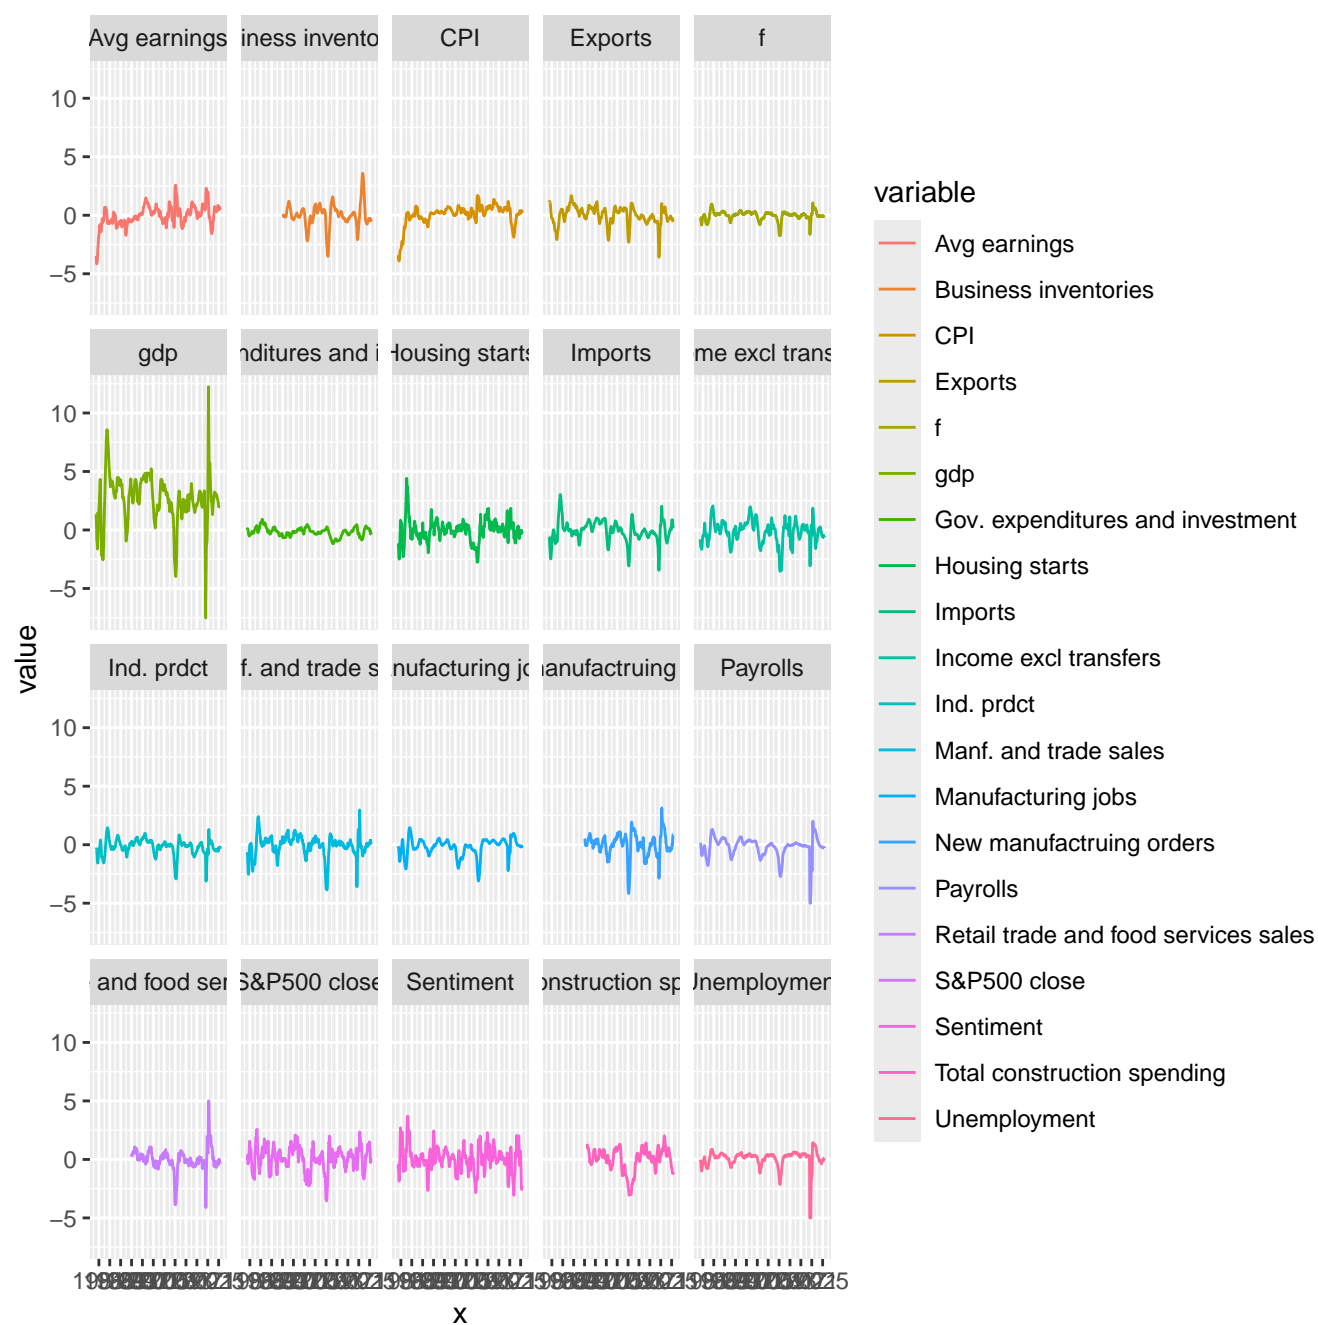 Avg earnings iness invento CPI Exports f
10
5
0
−5
gdp nditures and i Housing starts Imports me excl trans
10
5
0
−5
Ind. prdct f. and trade s nufacturing jo manufactruing Payrolls
10
5
0
−5
and food ser S&P500 close Sentiment onstruction sp Unemploymen
10
5
0
−5
x
value
variable
Avg earnings
Business inventories
CPI
Exports
f
gdp
Gov. expenditures and investment
Housing starts
Imports
Income excl transfers
Ind. prdct
Manf. and trade sales
Manufacturing jobs
New manufactruing orders
Payrolls
Retail trade and food services sales
S&P500 close
Sentiment
Total construction spending
Unemployment